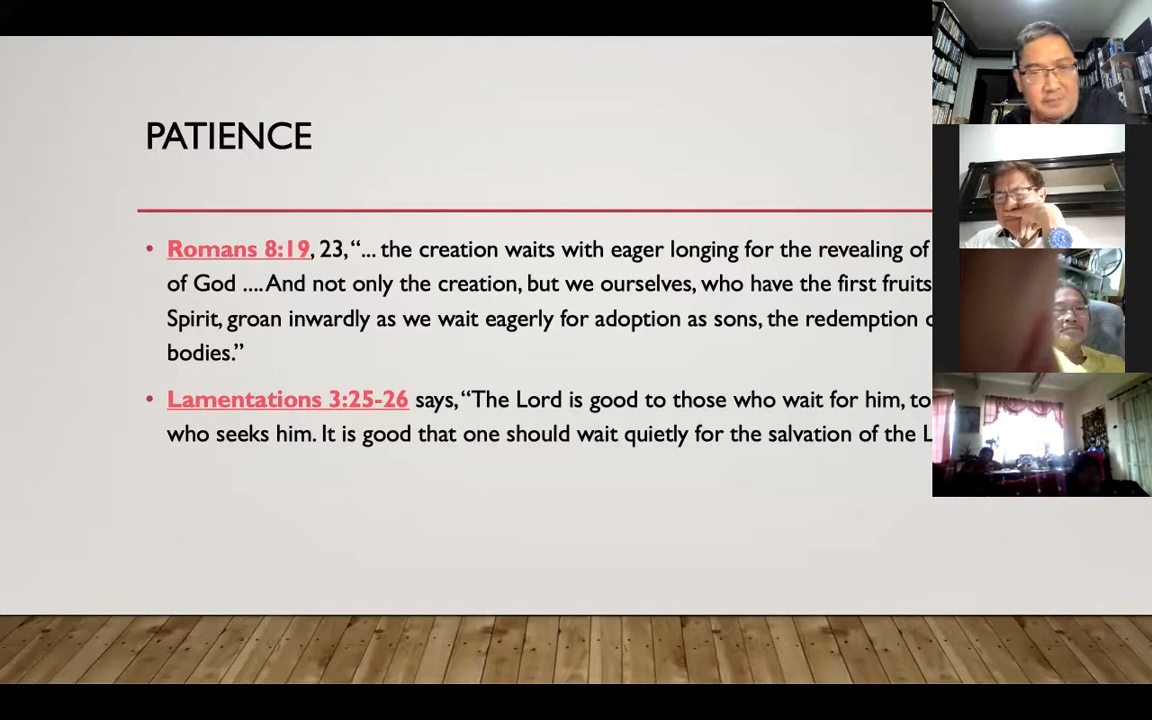 PATIENCE
• Romans 8:19, 23, “... the creation waits with eager longing for the revealing of
of God ....And not only the creation, but we ourselves, who have the first fruits
Spirit, groan inwardly as we wait eagerly for adoption as sons, the redemption
bodies.”
• Lamentations 3:25-26 says, “The Lord is good to those who wait for him, to
who seeks him. It is good that one should wait quietly for the salvation of the